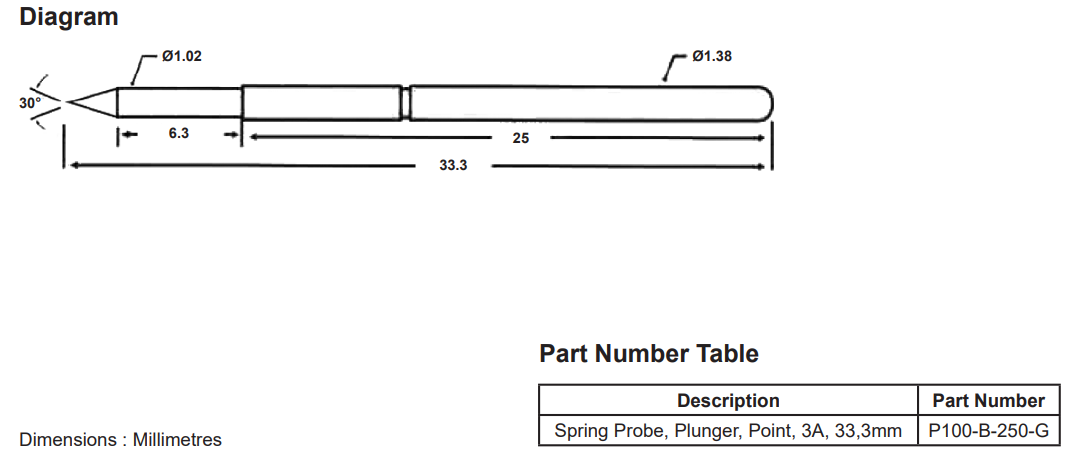 Diagram
Ø1.02
Ø1.38
30°
6.3
25
33.3
Part Number Table
Description Part Number
Spring Probe, Plunger, Point, 3A, 33,3mm P100-B-250-G
Dimensions : Millimetres